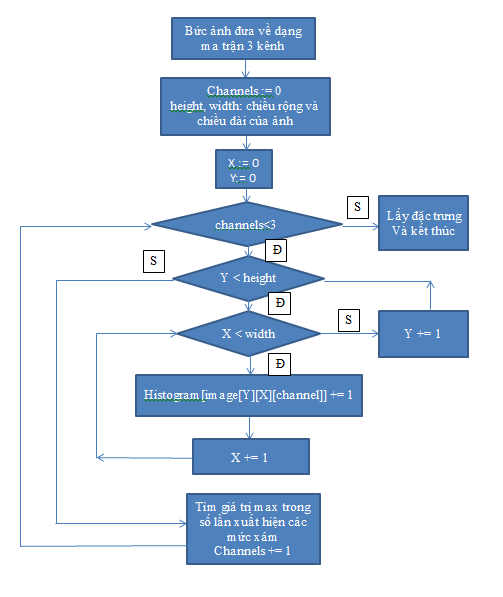 Bức ảnh đưa về dạng
ma trận 3 kênh
Channels := 0
height, width: chiều rộng và
chiều dài của ảnh
X := 0
Y:= 0
channels<3
S
Lấy đặc trưng
Và kết thúc
Đ
S
Y < height
Đ
X < width
S
Y += 1
Đ
Histogram[image[Y][X][channel]] += 1
X += 1
Tìm giá trị max trong
số lần xuất hiện các
mức xám
Channels += 1